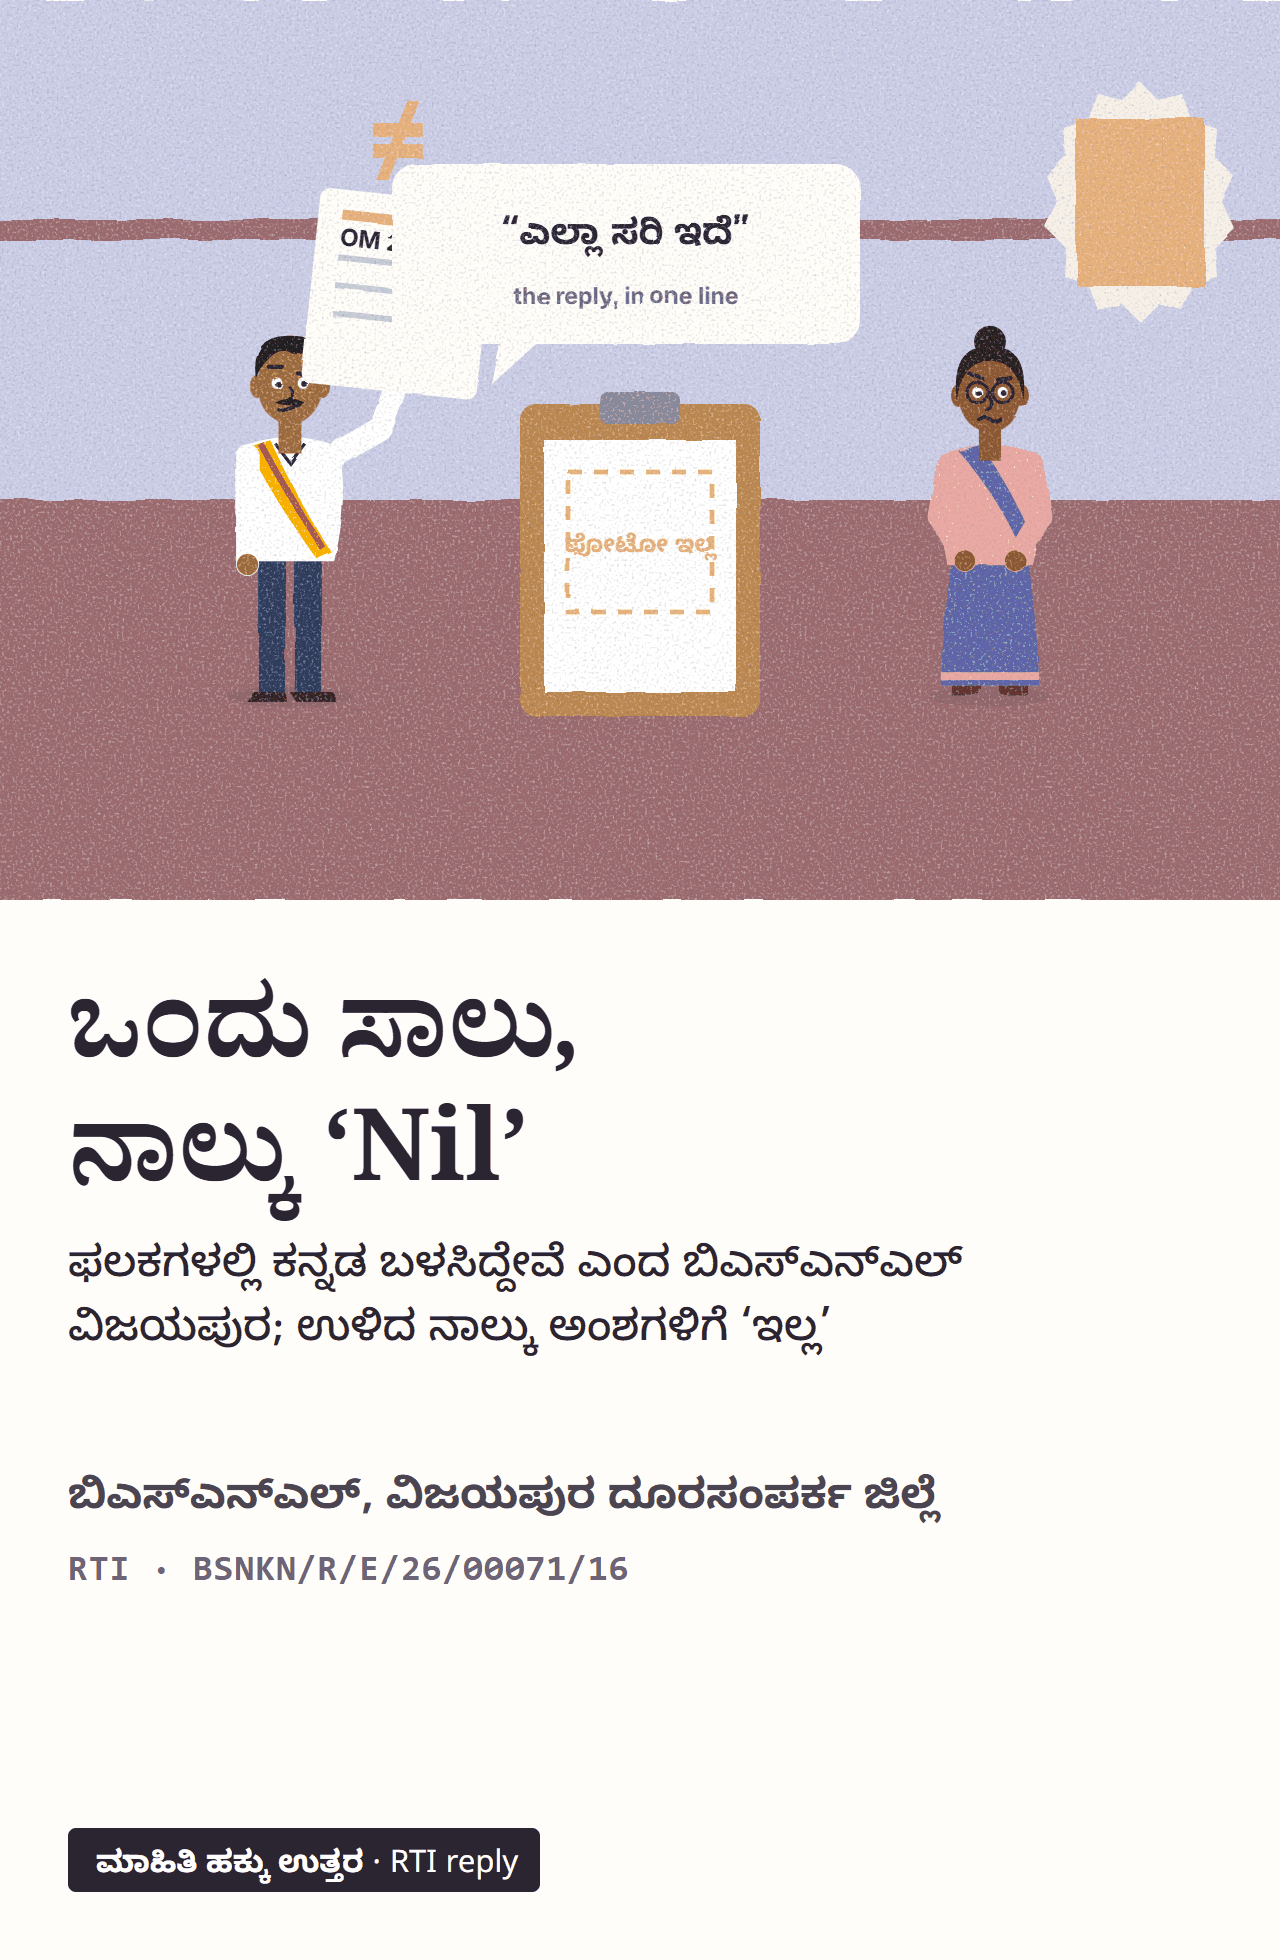 ≠
OM
“ಎಲ್ಲಾ ಸರಿ ಇದೆ”
the reply, in one line
ಫೋಟೋ ಇಲ್ಲ
ಒಂದು ಸಾಲು,
ನಾಲ್ಕು ‘Nil’
ಫಲಕಗಳಲ್ಲಿ ಕನ್ನಡ ಬಳಸಿದ್ದೇವೆ ಎಂದ ಬಿಎಸ್ಎನ್ಎಲ್
ವಿಜಯಪುರ; ಉಳಿದ ನಾಲ್ಕು ಅಂಶಗಳಿಗೆ ‘ಇಲ್ಲ’
ಬಿಎಸ್ಎನ್ಎಲ್, ವಿಜಯಪುರ ದೂರಸಂಪರ್ಕ ಜಿಲ್ಲೆ
RTI · BSNKN/R/E/26/00071/16
ಮಾಹಿತಿ ಹಕ್ಕು ಉತ್ತರ · RTI reply